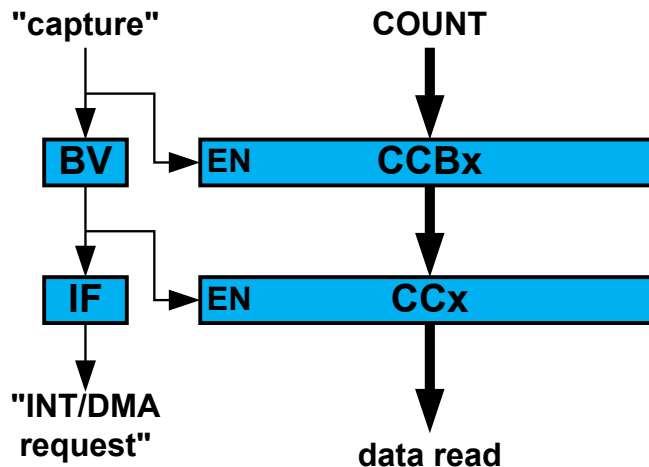 "capture"
COUNT
BV
EN
CCBx
IF
EN
CCx
"INT/DMA
request"
data read